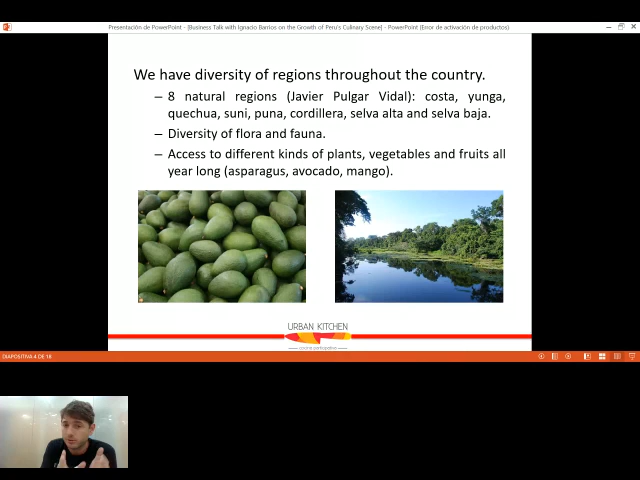 Presentación de PowerPoint - [Business Talk with Ignacio Barrios on the Growth of Peru's Culinary Scene] - PowerPoint (Error de activación de productos)
We have diversity of regions throughout the country.
– 8 natural regions (Javier Pulgar Vidal): costa, yunga,
quechua, suni, puna, cordillera, selva alta and selva baja.
– Diversity of flora and fauna.
– Access to different kinds of plants, vegetables and fruits all
year long (asparagus, avocado, mango).
URBAN KITCHEN
cocina participativa
DIAPOSITIVA 4 DE 16